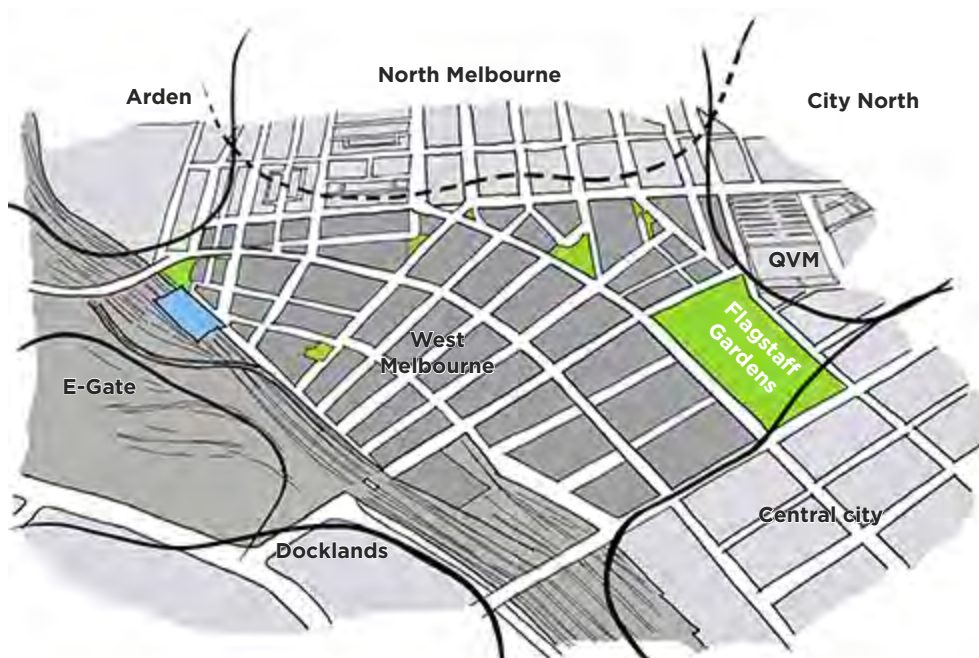 North Melbourne
Arden
City North
QVM
Flagstaff
Gardens
West
Melbourne
E-Gate
Central city
Docklands